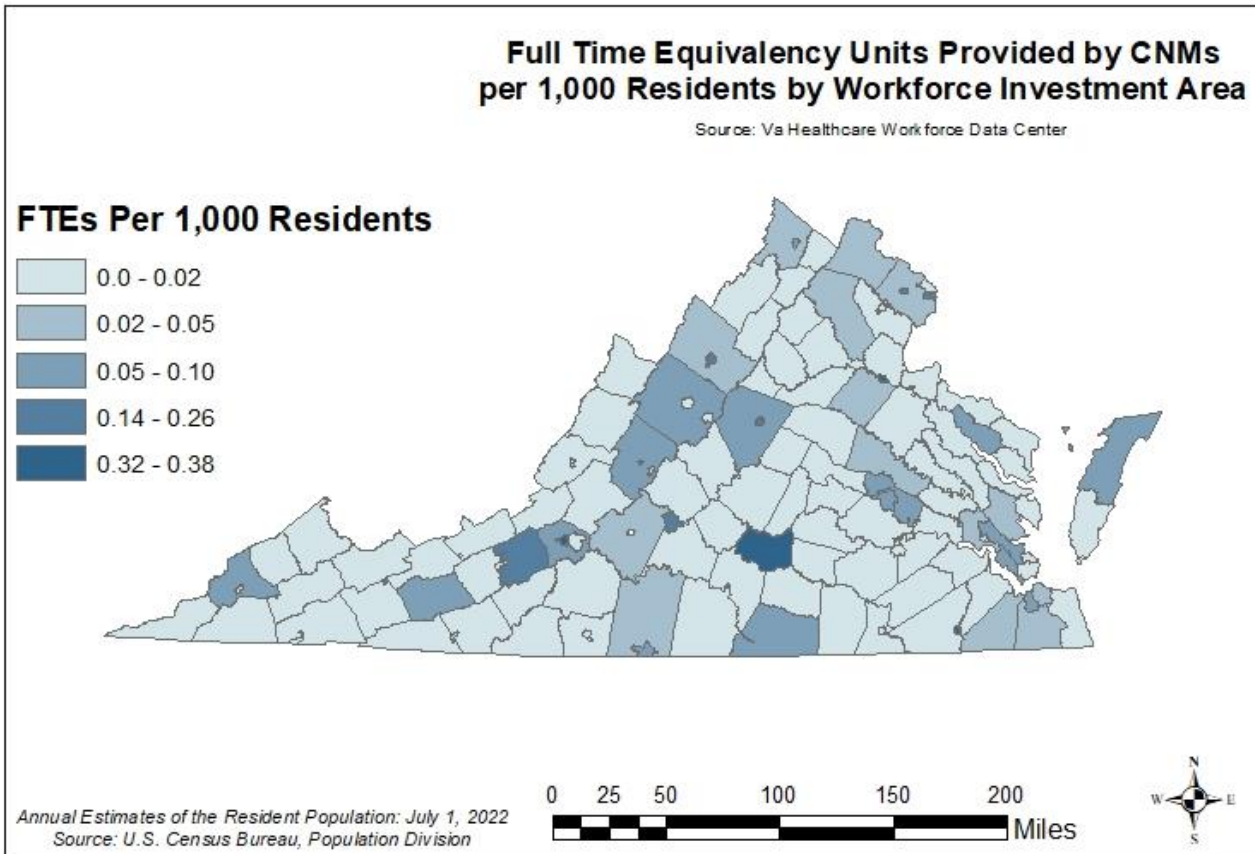 Full Time Equivalency Units Provided by CNMs
per 1,000 Residents by Workforce Investment Area
Source: Va Healthcare Workforce Data Center
FTEs Per 1,000 Residents
0.0 - 0.02
0.02 - 0.05
0.05 - 0.10
0.14 - 0.26
0.32 - 0.38
Annual Estimates of the Resident Population: July 1, 2022
Source: U.S. Census Bureau, Population Division
0 25 50 100 150 200
Miles
N
W E
S